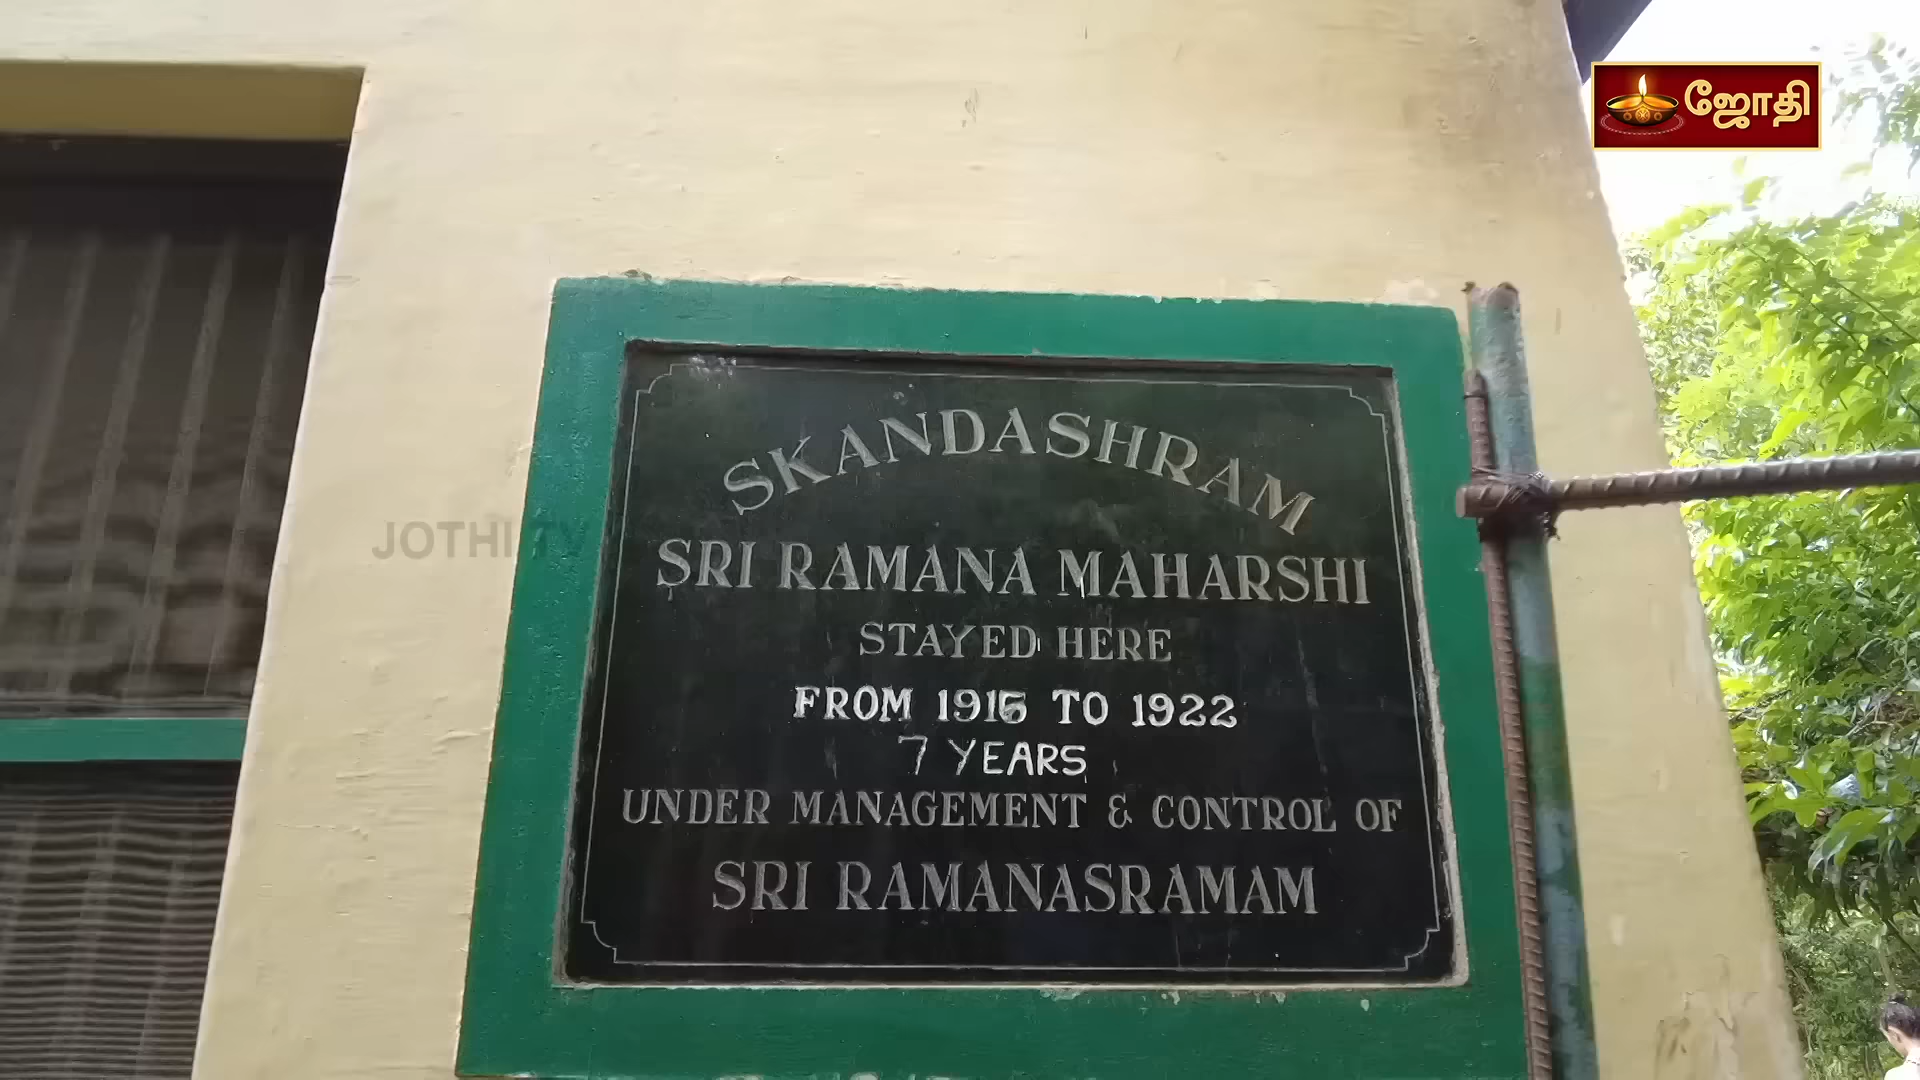 ஜோதி
SKANDASHRAM
JOTHI TV
SRI RAMANA MAHARSHI
STAYED HERE
FROM 1915 TO 1922
7 YEARS
UNDER MANAGEMENT & CONTROL OF
SRI RAMANASRAMAM